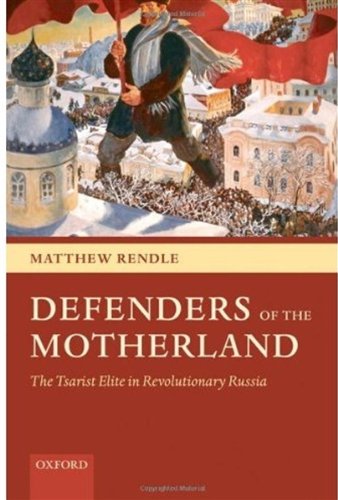 MATTHEW RENDLE
DEFENDERS OF THE
MOTHERLAND
The Tsarist Elite in Revolutionary Russia
OXFORD